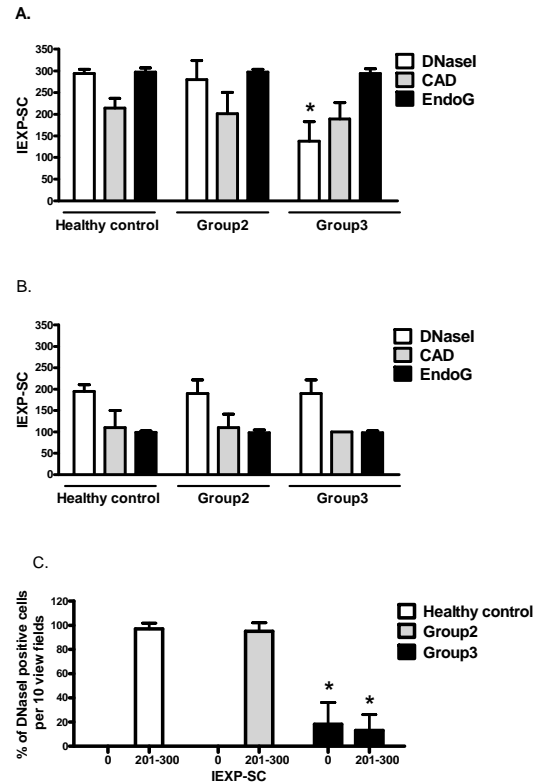 A.
350
300
250
200
150
100
50
0
IEXP-SC
DNaseI
CAD
EndoG
*
Healthy control
Group2
Group3
B.
350
300
250
200
150
100
50
0
IEXP-SC
DNaseI
CAD
EndoG
Healthy control
Group2
Group3
C.
120
100
80
60
40
20
0
% of DNaseI positive cells
per 10 view fields
Healthy control
Group2
Group3
* *
0 201-300 0 201-300 0 201-300
IEXP-SC